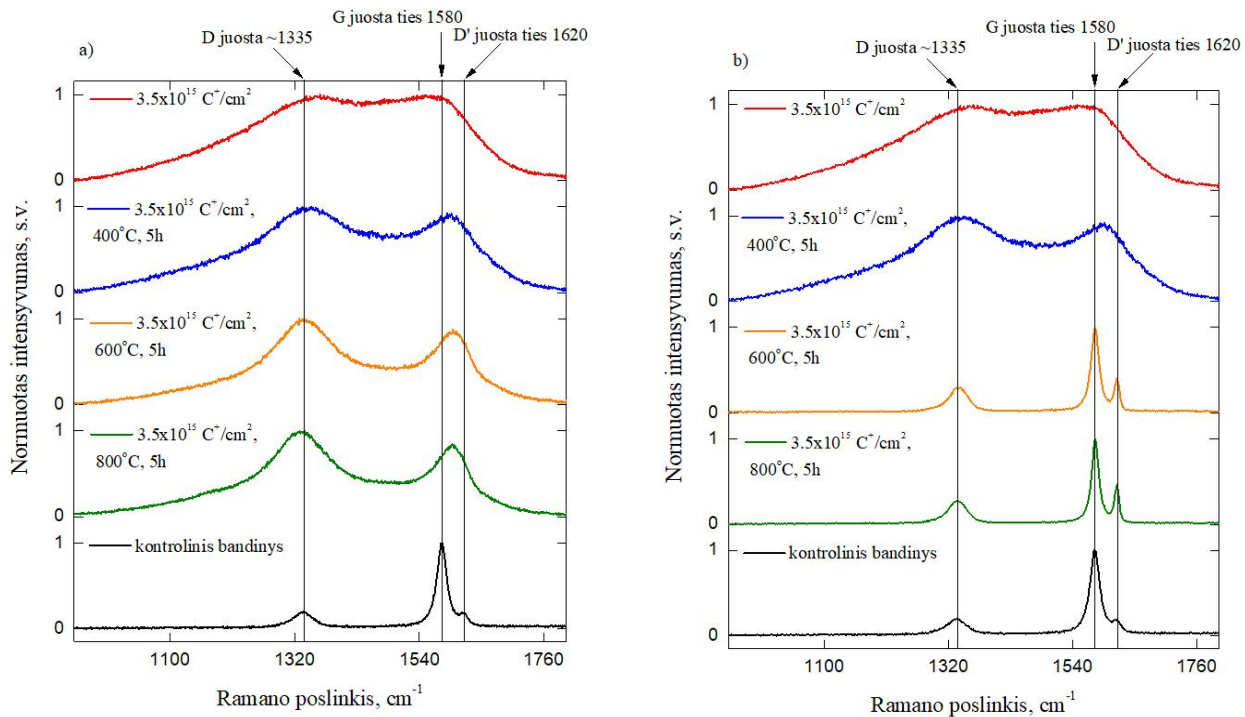 a)
D juosta ~1335
G juosta ties 1580
D' juosta ties 1620
1
3.5x10¹⁵ C⁺/cm²
0
1
3.5x10¹⁵ C⁺/cm²,
400°C, 5h
0
1
3.5x10¹⁵ C⁺/cm²,
600°C, 5h
0
1
3.5x10¹⁵ C⁺/cm²,
800°C, 5h
0
1
kontrolinis bandinys
0
1100 1320 1540 1760
Normuotas intensyvumas, s.v.
Ramano poslinkis, cm⁻¹
b)
D juosta ~1335
G juosta ties 1580
D' juosta ties 1620
1
3.5x10¹⁵ C⁺/cm²
0
1
3.5x10¹⁵ C⁺/cm²,
400°C, 5h
0
1
3.5x10¹⁵ C⁺/cm²,
600°C, 5h
0
1
3.5x10¹⁵ C⁺/cm²,
800°C, 5h
0
1
kontrolinis bandinys
0
1100 1320 1540 1760
Normuotas intensyvumas, s.v.
Ramano poslinkis, cm⁻¹